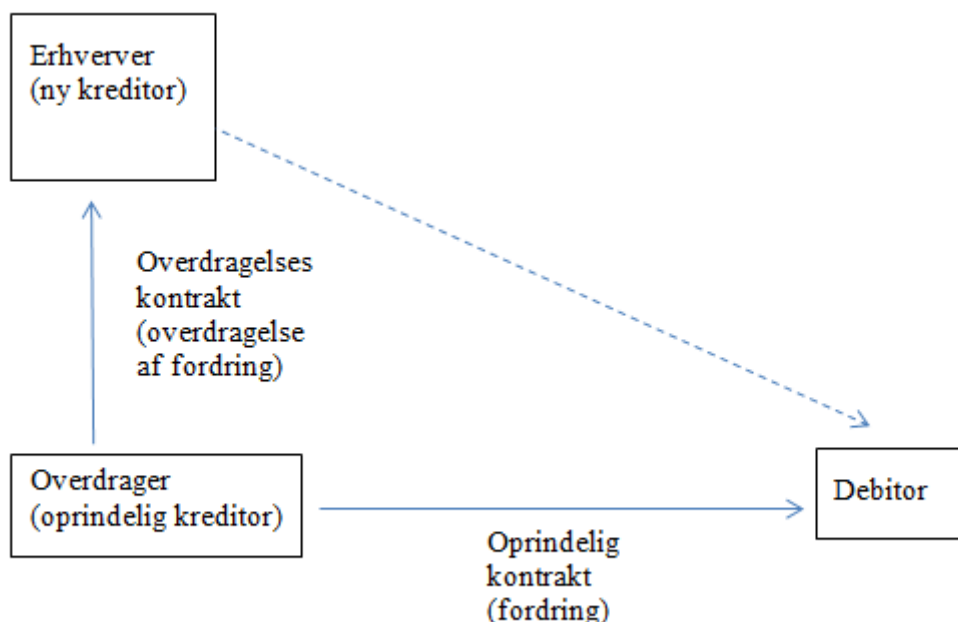 Erhverver
(ny kreditor)
Overdragelses
kontrakt
(overdragelse
af fordring)
Overdrager
(oprindelig kreditor)
Debitor
Oprindelig
kontrakt
(fordring)